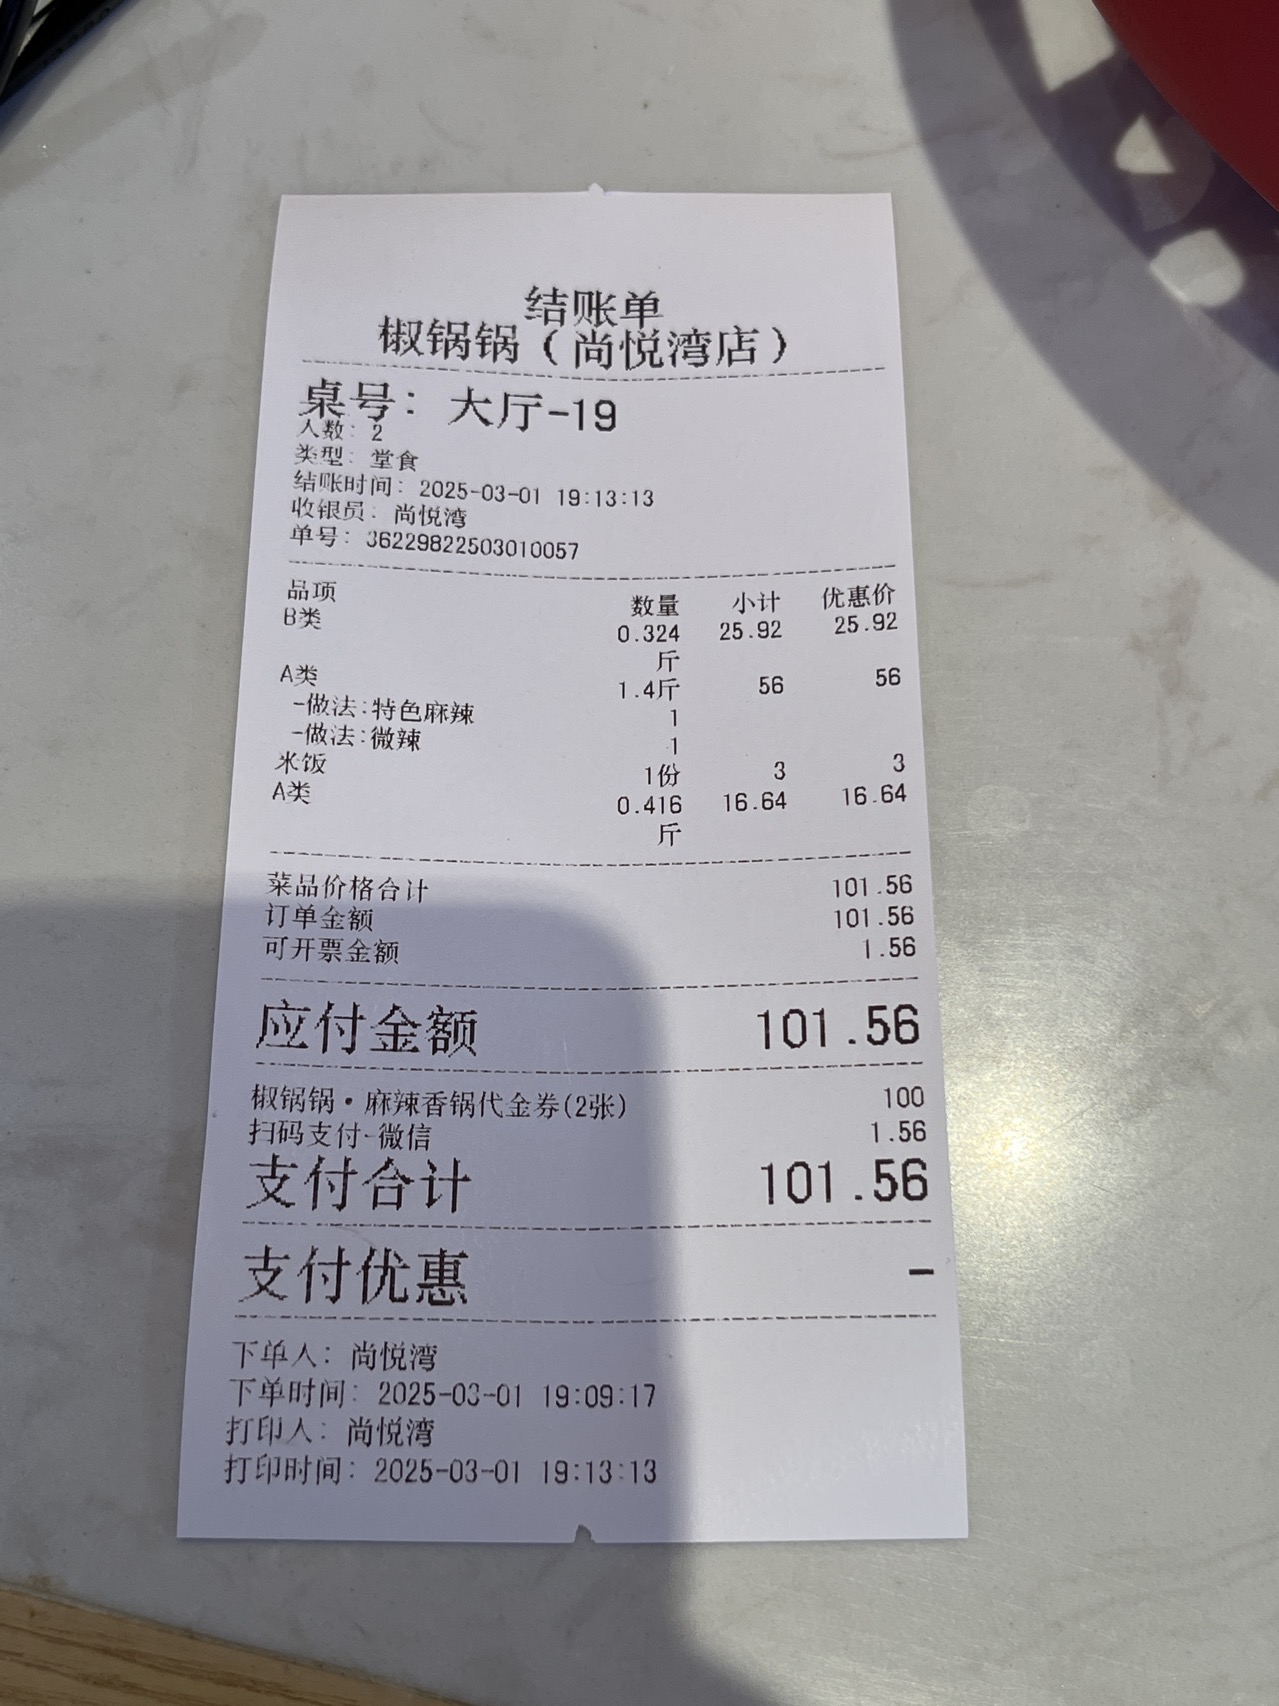 结账单
椒锅锅（尚悦湾店）
桌号： 大厅-19
人数： 2
类型： 堂食
结账时间： 2025-03-01 19:13:13
收银员： 尚悦湾
单号： 36229822503010057
品项 数量 小计 优惠价
B类 0.324 25.92 25.92
斤
A类 1.4斤 56 56
-做法:特色麻辣 1
-做法:微辣 1
米饭 1份 3 3
A类 0.416 16.64 16.64
斤
菜品价格合计 101.56
订单金额 101.56
可开票金额 1.56
应付金额 101.56
椒锅锅·麻辣香锅代金券(2张) 100
扫码支付-微信 1.56
支付合计 101.56
支付优惠 -
下单人： 尚悦湾
下单时间： 2025-03-01 19:09:17
打印人： 尚悦湾
打印时间： 2025-03-01 19:13:13